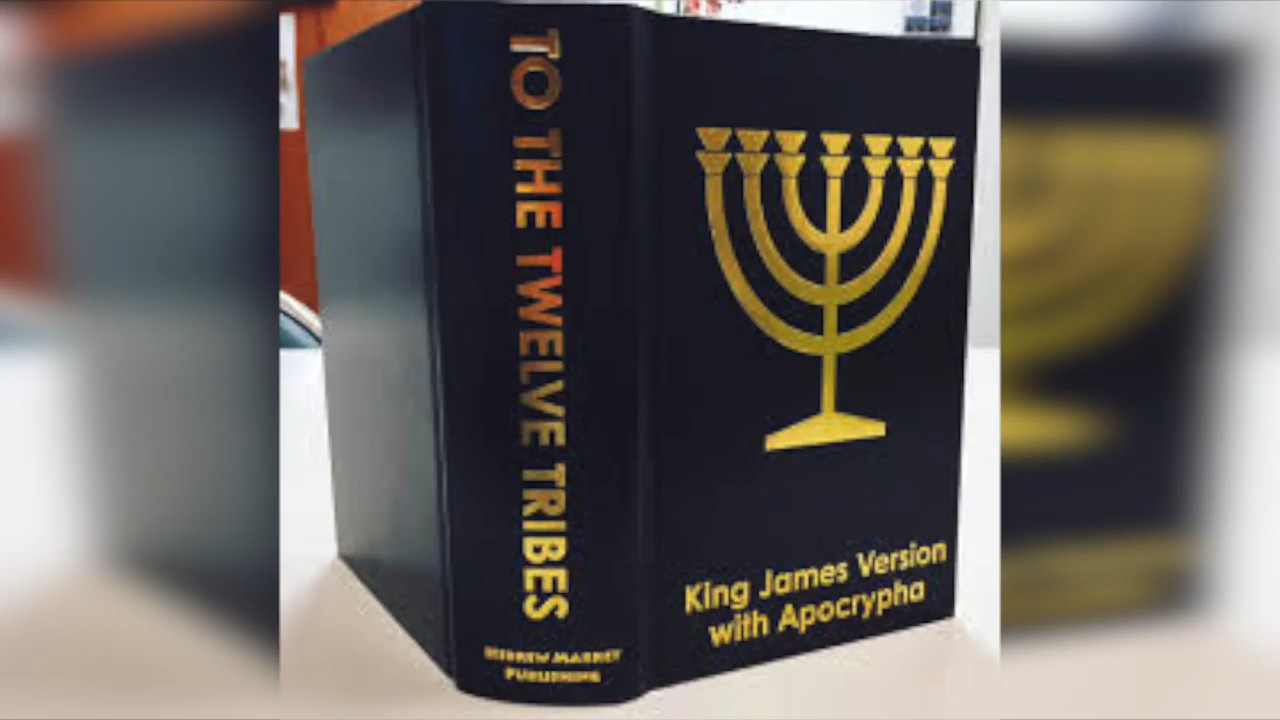 TO THE TWELVE TRIBES
HEBREW MARKET
PUBLISHING
King James Version
with Apocrypha